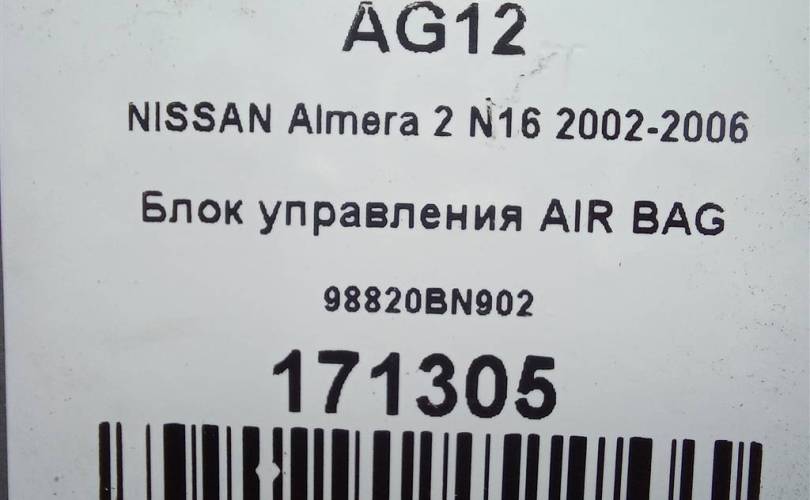 AG12
NISSAN Almera 2 N16 2002-2006
Блок управления AIR BAG
98820BN902
171305